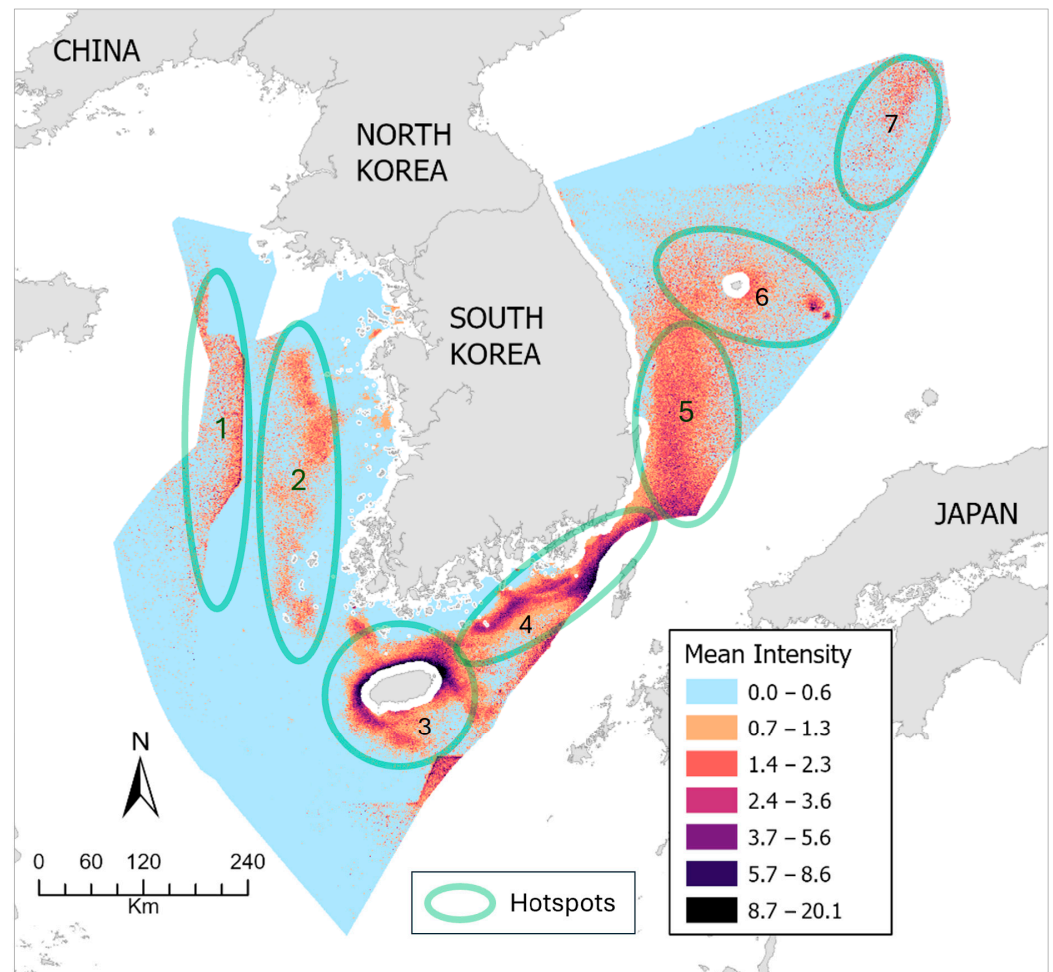 CHINA
NORTH
KOREA
SOUTH
KOREA
JAPAN
1
2
3
4
5
6
7
N
0 60 120 240
Km
Hotspots
Mean Intensity
0.0 – 0.6
0.7 – 1.3
1.4 – 2.3
2.4 – 3.6
3.7 – 5.6
5.7 – 8.6
8.7 – 20.1